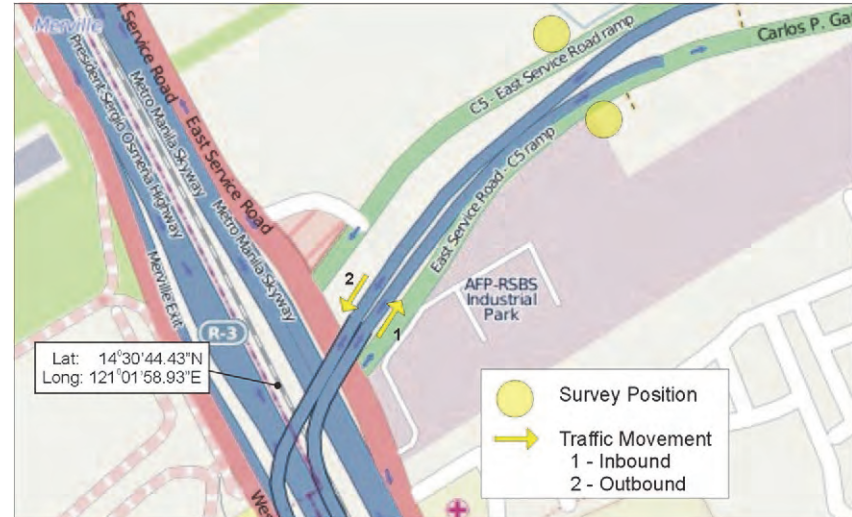 Merville
President Sergio Osmeña Highway
Metro Manila Skyway
East Service Road
East Service Road
Metro Manila Skyway
Merville Exit
R-3
C5 - East Service Road ramp
East Service Road - C5 ramp
Carlos P. Ga
AFP-RSBS
Industrial
Park
2
1
Lat: 14°30'44.43"N
Long: 121°01'58.93"E
Survey Position
Traffic Movement
1 - Inbound
2 - Outbound